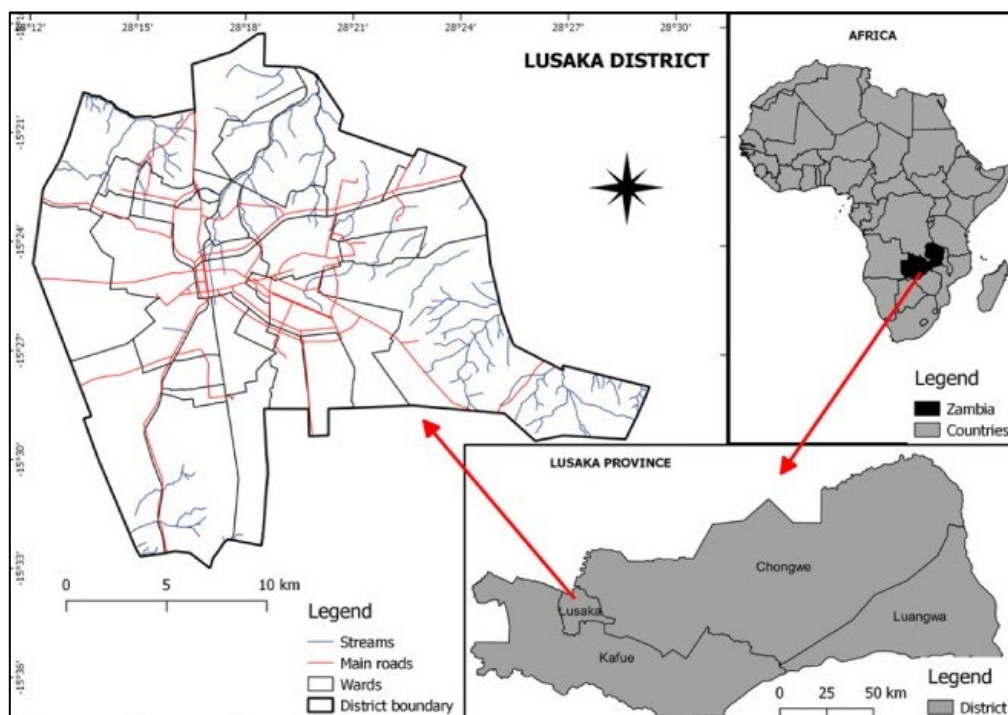 28°12' 28°15' 28°18' 28°21' 28°24' 28°27' 28°30'
LUSAKA DISTRICT
-15°21'
-15°24'
-15°27'
-15°30'
-15°33'
-15°36'
0 5 10 km
Legend
Streams
Main roads
Wards
District boundary
AFRICA
Legend
Zambia
Countries
LUSAKA PROVINCE
Chongwe
Lusaka
Luangwa
Kafue
Legend
District
0 25 50 km